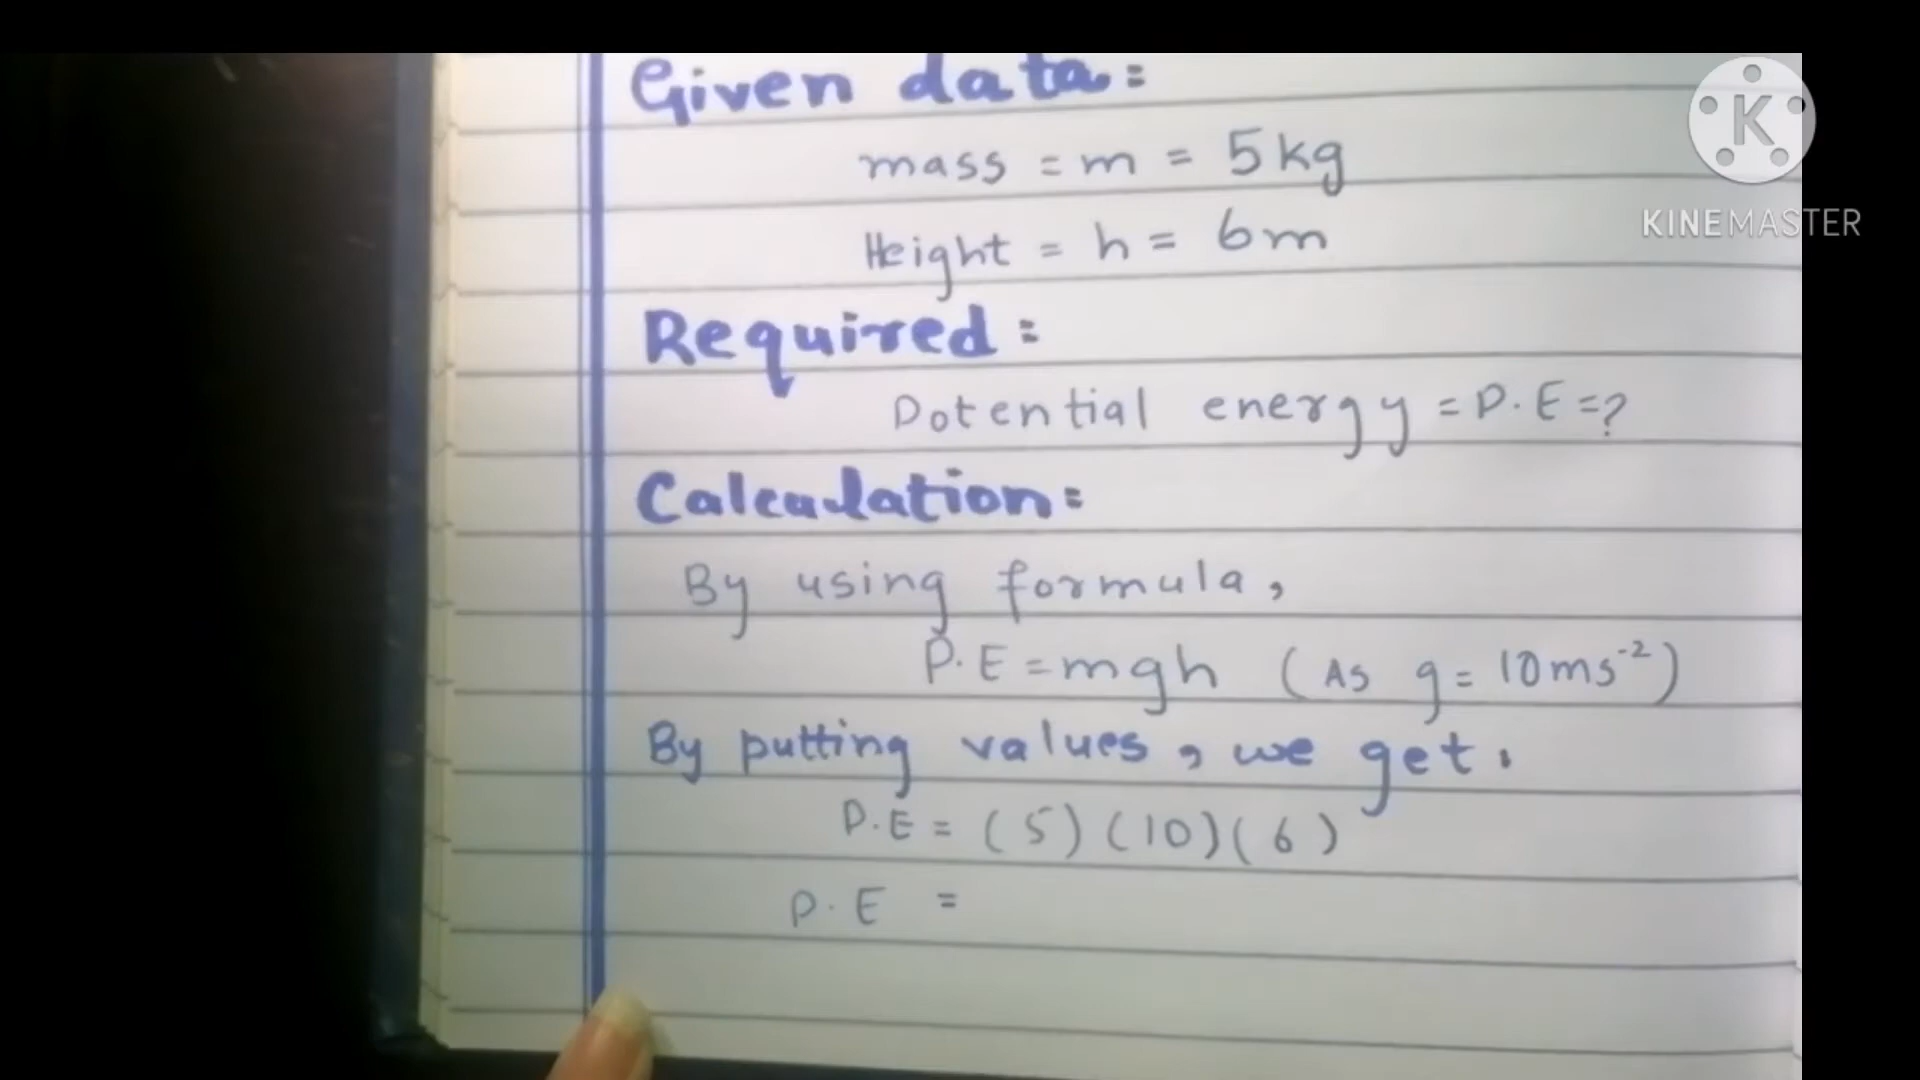 Given data:
mass = m = 5kg
Height = h = 6m
Required:
Potential energy = P.E = ?
Calculation:
By using formula,
P.E = mgh (As g = 10ms⁻²)
By putting values, we get.
P.E = (5)(10)(6)
P.E =
K
KINEMASTER